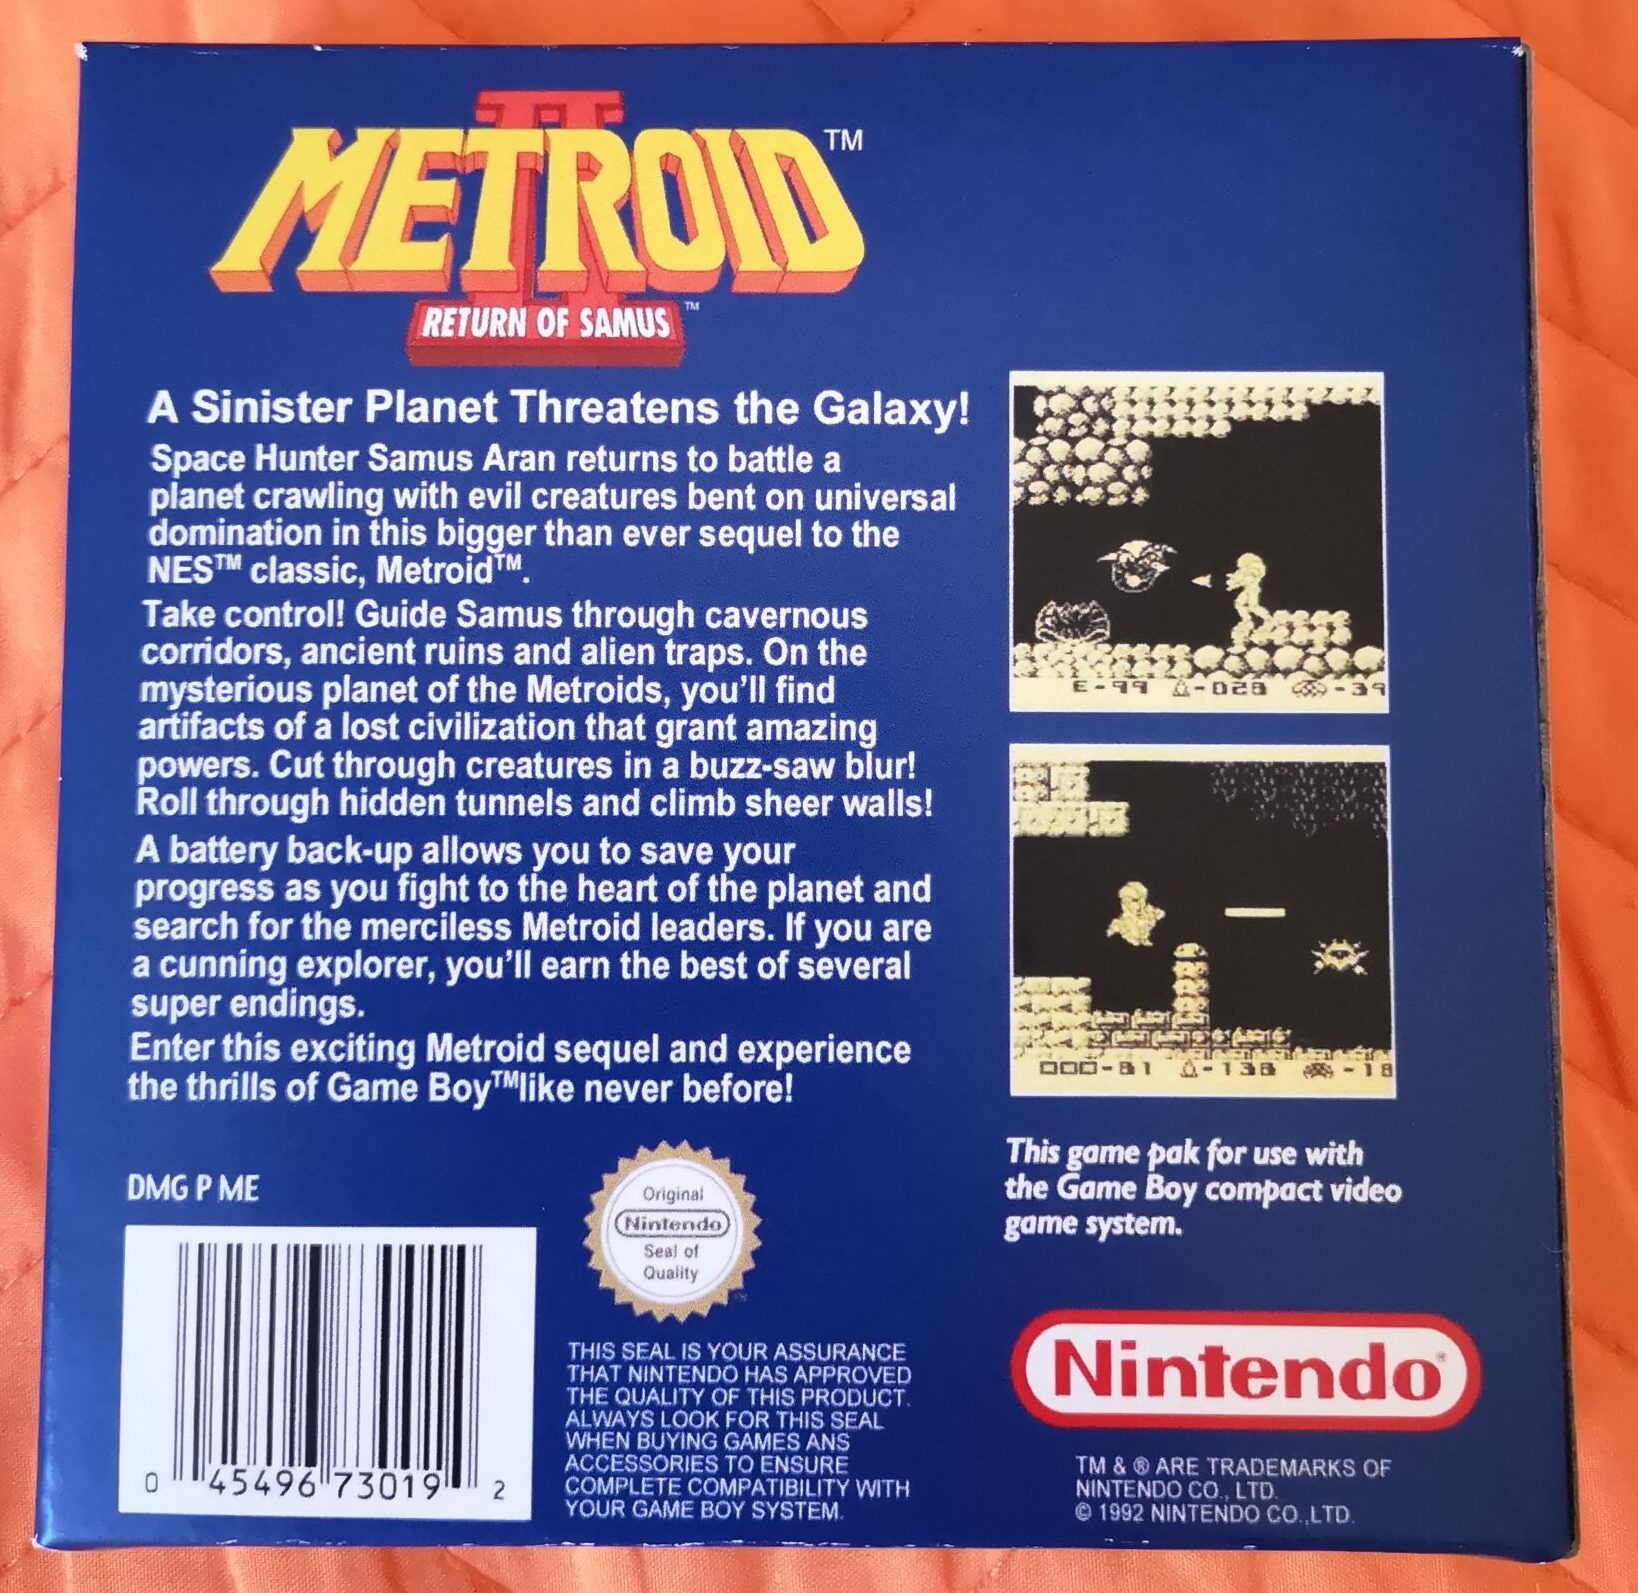 METROID II™
RETURN OF SAMUS™
A Sinister Planet Threatens the Galaxy!
Space Hunter Samus Aran returns to battle a
planet crawling with evil creatures bent on universal
domination in this bigger than ever sequel to the
NES™ classic, Metroid™.
Take control! Guide Samus through cavernous
corridors, ancient ruins and alien traps. On the
mysterious planet of the Metroids, you'll find
artifacts of a lost civilization that grant amazing
powers. Cut through creatures in a buzz-saw blur!
Roll through hidden tunnels and climb sheer walls!
A battery back-up allows you to save your
progress as you fight to the heart of the planet and
search for the merciless Metroid leaders. If you are
a cunning explorer, you'll earn the best of several
super endings.
Enter this exciting Metroid sequel and experience
the thrills of Game Boy™like never before!
E-99 -028 -39
-81 -138 -18
This game pak for use with
the Game Boy compact video
game system.
DMG P ME
0 45496 73019 2
Original
Nintendo
Seal of
Quality
THIS SEAL IS YOUR ASSURANCE
THAT NINTENDO HAS APPROVED
THE QUALITY OF THIS PRODUCT.
ALWAYS LOOK FOR THIS SEAL
WHEN BUYING GAMES ANS
ACCESSORIES TO ENSURE
COMPLETE COMPATIBILITY WITH
YOUR GAME BOY SYSTEM.
Nintendo®
TM & ® ARE TRADEMARKS OF
NINTENDO CO., LTD.
© 1992 NINTENDO CO.,LTD.